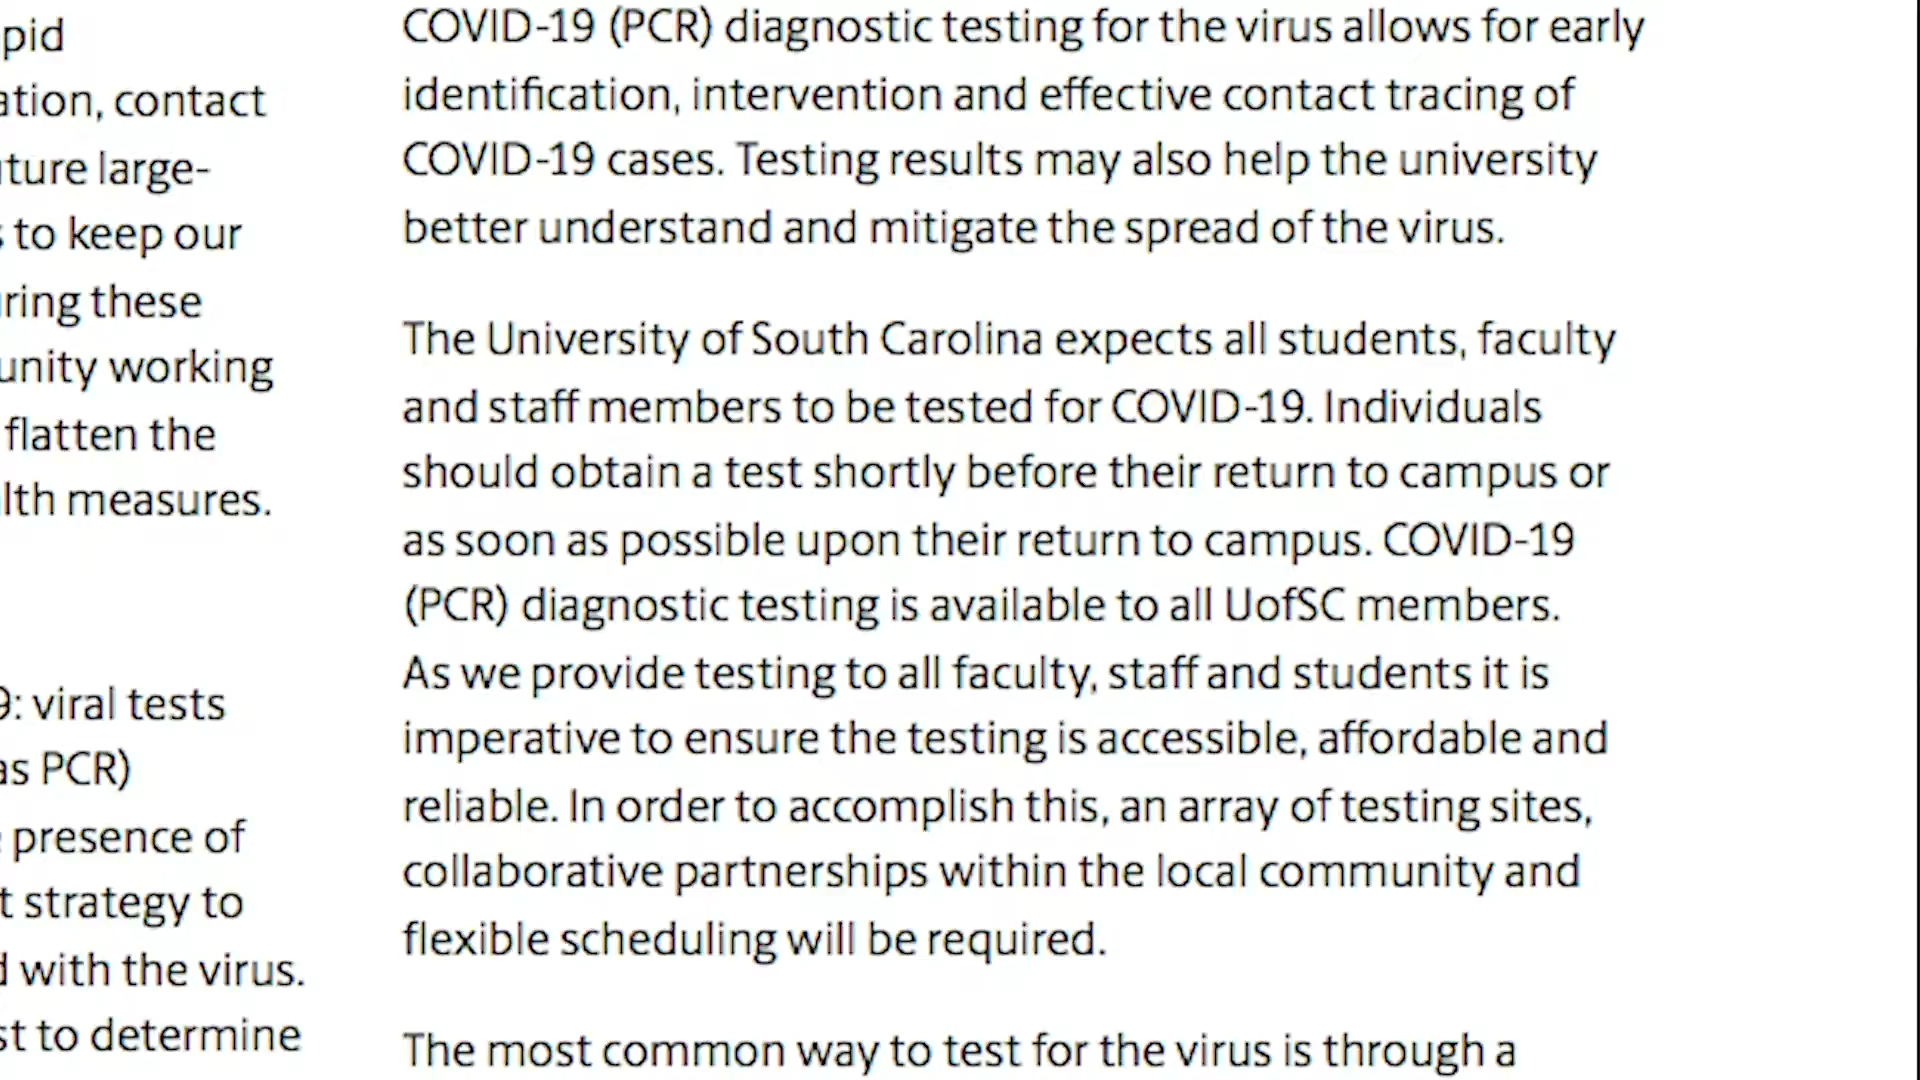 pid
ation, contact
ture large-
to keep our
ring these
unity working
flatten the
lth measures.
9: viral tests
as PCR)
presence of
t strategy to
d with the virus.
st to determine
COVID-19 (PCR) diagnostic testing for the virus allows for early
identification, intervention and effective contact tracing of
COVID-19 cases. Testing results may also help the university
better understand and mitigate the spread of the virus.
The University of South Carolina expects all students, faculty
and staff members to be tested for COVID-19. Individuals
should obtain a test shortly before their return to campus or
as soon as possible upon their return to campus. COVID-19
(PCR) diagnostic testing is available to all UofSC members.
As we provide testing to all faculty, staff and students it is
imperative to ensure the testing is accessible, affordable and
reliable. In order to accomplish this, an array of testing sites,
collaborative partnerships within the local community and
flexible scheduling will be required.
The most common way to test for the virus is through a